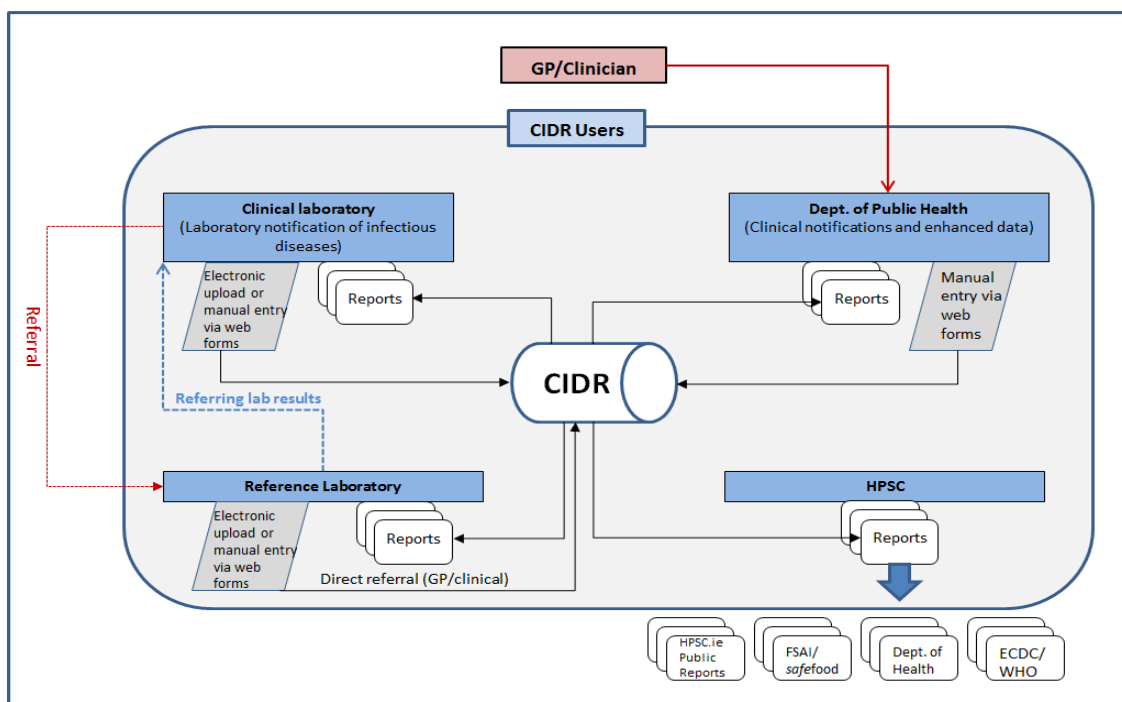 GP/Clinician
CIDR Users
Clinical laboratory
(Laboratory notification of infectious
diseases)
Dept. of Public Health
(Clinical notifications and enhanced data)
Electronic
upload or
manual entry
via web
forms
Reports
Reports
Manual
entry via
web
forms
Referral
CIDR
Referring lab results
Reference Laboratory
HPSC
Electronic
upload or
manual entry
via web
forms
Reports
Reports
Direct referral (GP/clinical)
HPSC.ie
Public
Reports
FSAI/
safefood
Dept. of
Health
ECDC/
WHO